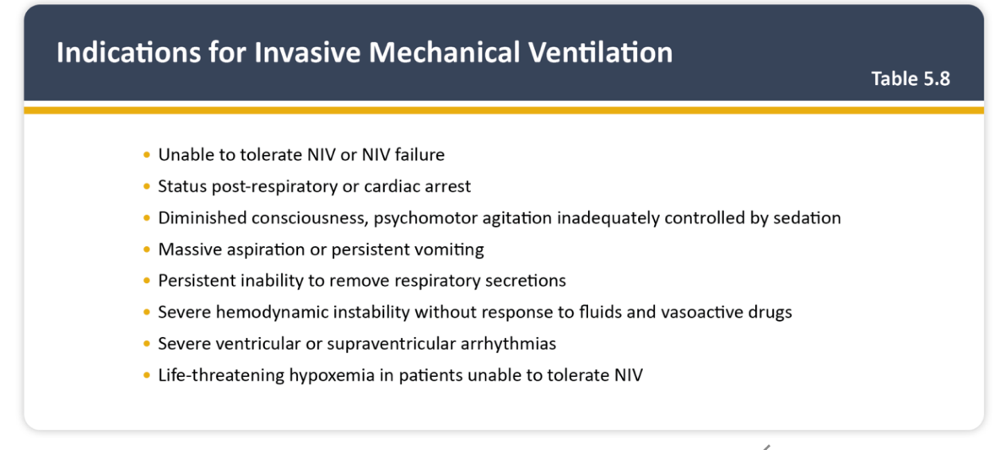 Indications for Invasive Mechanical Ventilation
Table 5.8
• Unable to tolerate NIV or NIV failure
• Status post-respiratory or cardiac arrest
• Diminished consciousness, psychomotor agitation inadequately controlled by sedation
• Massive aspiration or persistent vomiting
• Persistent inability to remove respiratory secretions
• Severe hemodynamic instability without response to fluids and vasoactive drugs
• Severe ventricular or supraventricular arrhythmias
• Life-threatening hypoxemia in patients unable to tolerate NIV